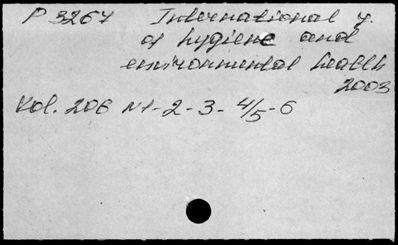 P 3267 International J.
of hygiene and
environmental health
2003
Vol. 206 N 1-2-3-4/5-6